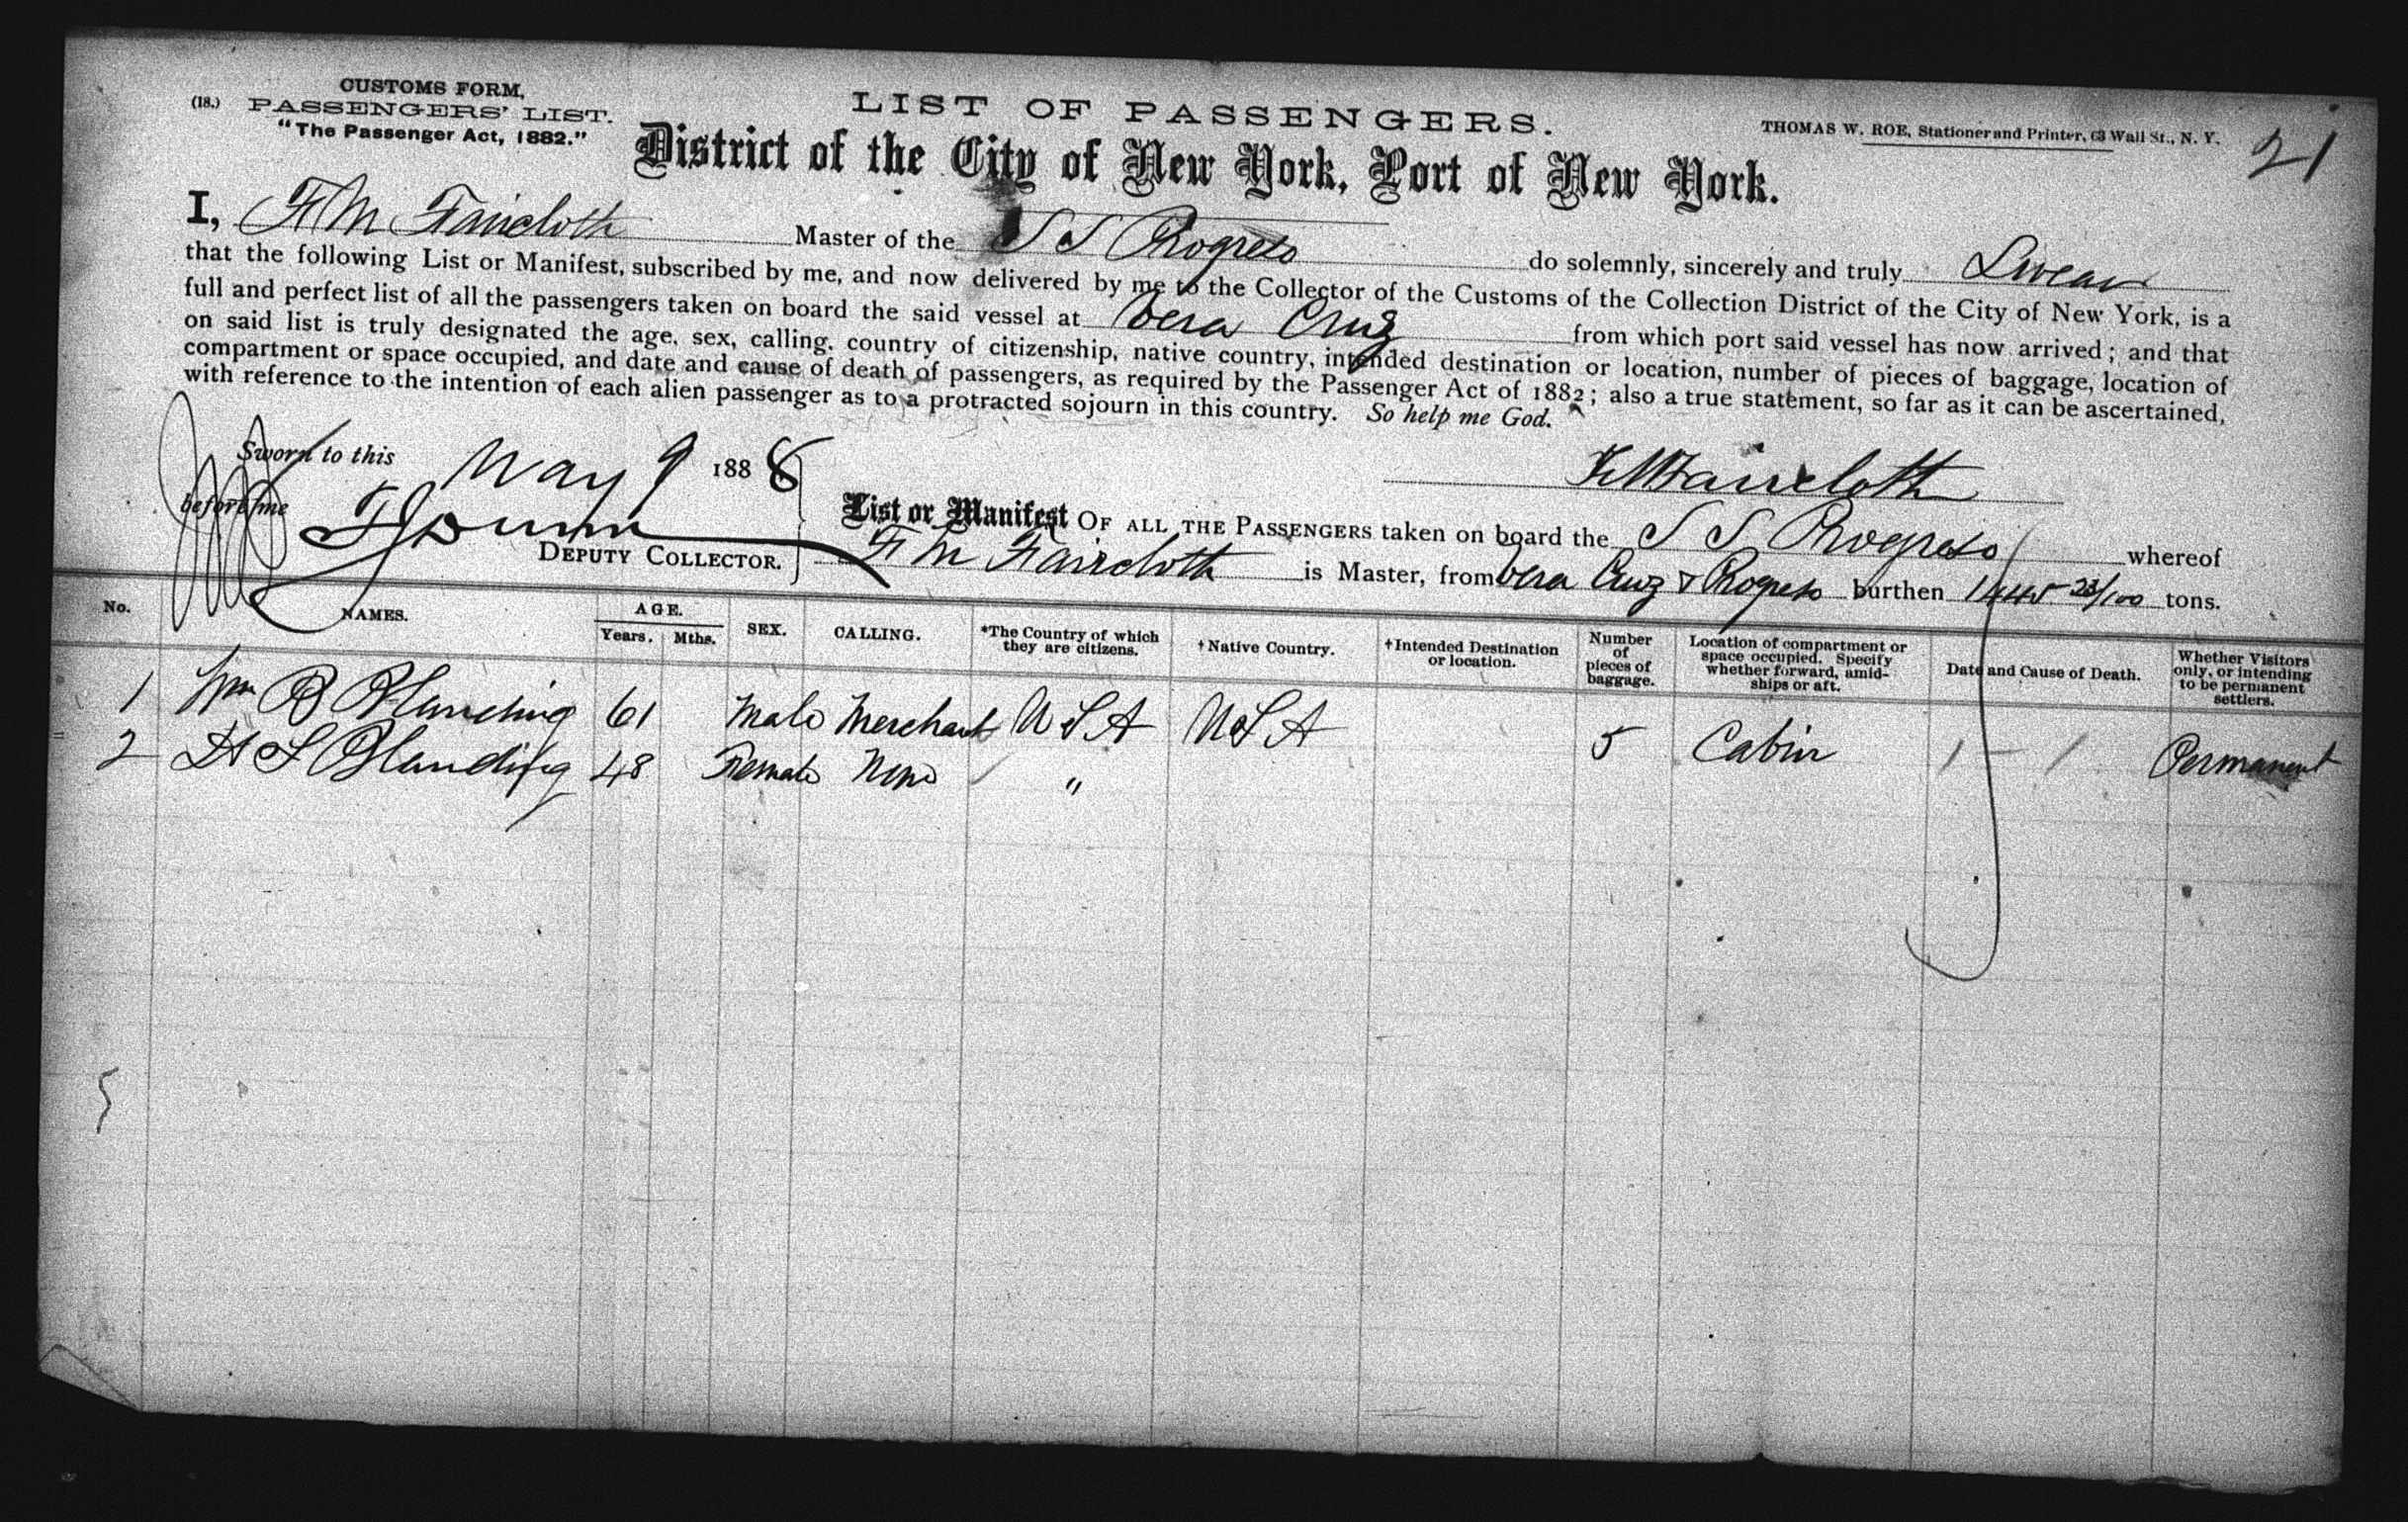 CUSTOMS FORM,
(18.) PASSENGERS' LIST.
"The Passenger Act, 1882."
LIST OF PASSENGERS.
THOMAS W. ROE, Stationer and Printer, 63 Wall St., N. Y.
21
District of the City of New York, Port of New York.
I, F M Faircloth Master of the S S Progreso do solemnly, sincerely and truly Swear
that the following List or Manifest, subscribed by me, and now delivered by me to the Collector of the Customs of the Collection District of the City of New York, is a
full and perfect list of all the passengers taken on board the said vessel at Vera Cruz from which port said vessel has now arrived; and that
on said list is truly designated the age, sex, calling, country of citizenship, native country, intended destination or location, number of pieces of baggage, location of
compartment or space occupied, and date and cause of death of passengers, as required by the Passenger Act of 1882; also a true statement, so far as it can be ascertained,
with reference to the intention of each alien passenger as to a protracted sojourn in this country. So help me God.
Sworn to this May 9 1888
F M Faircloth
before me
DEPUTY COLLECTOR.
List or Manifest OF ALL THE PASSENGERS taken on board the S S Progreso whereof
F M Faircloth is Master, from Vera Cruz & Progreso burthen tons.
No. NAMES. AGE. Years. Mths. SEX. CALLING. *The Country of which they are citizens. †Native Country. †Intended Destination or location. Number of pieces of baggage. Location of compartment or space occupied. Specify whether forward, amidships or aft. Date and Cause of Death. Whether Visitors only, or intending to be permanent settlers.
1 Wm B Blanding 61 Male Merchant U S A U S A 5 Cabin Permanent
2 H S Blanding 48 Female None "